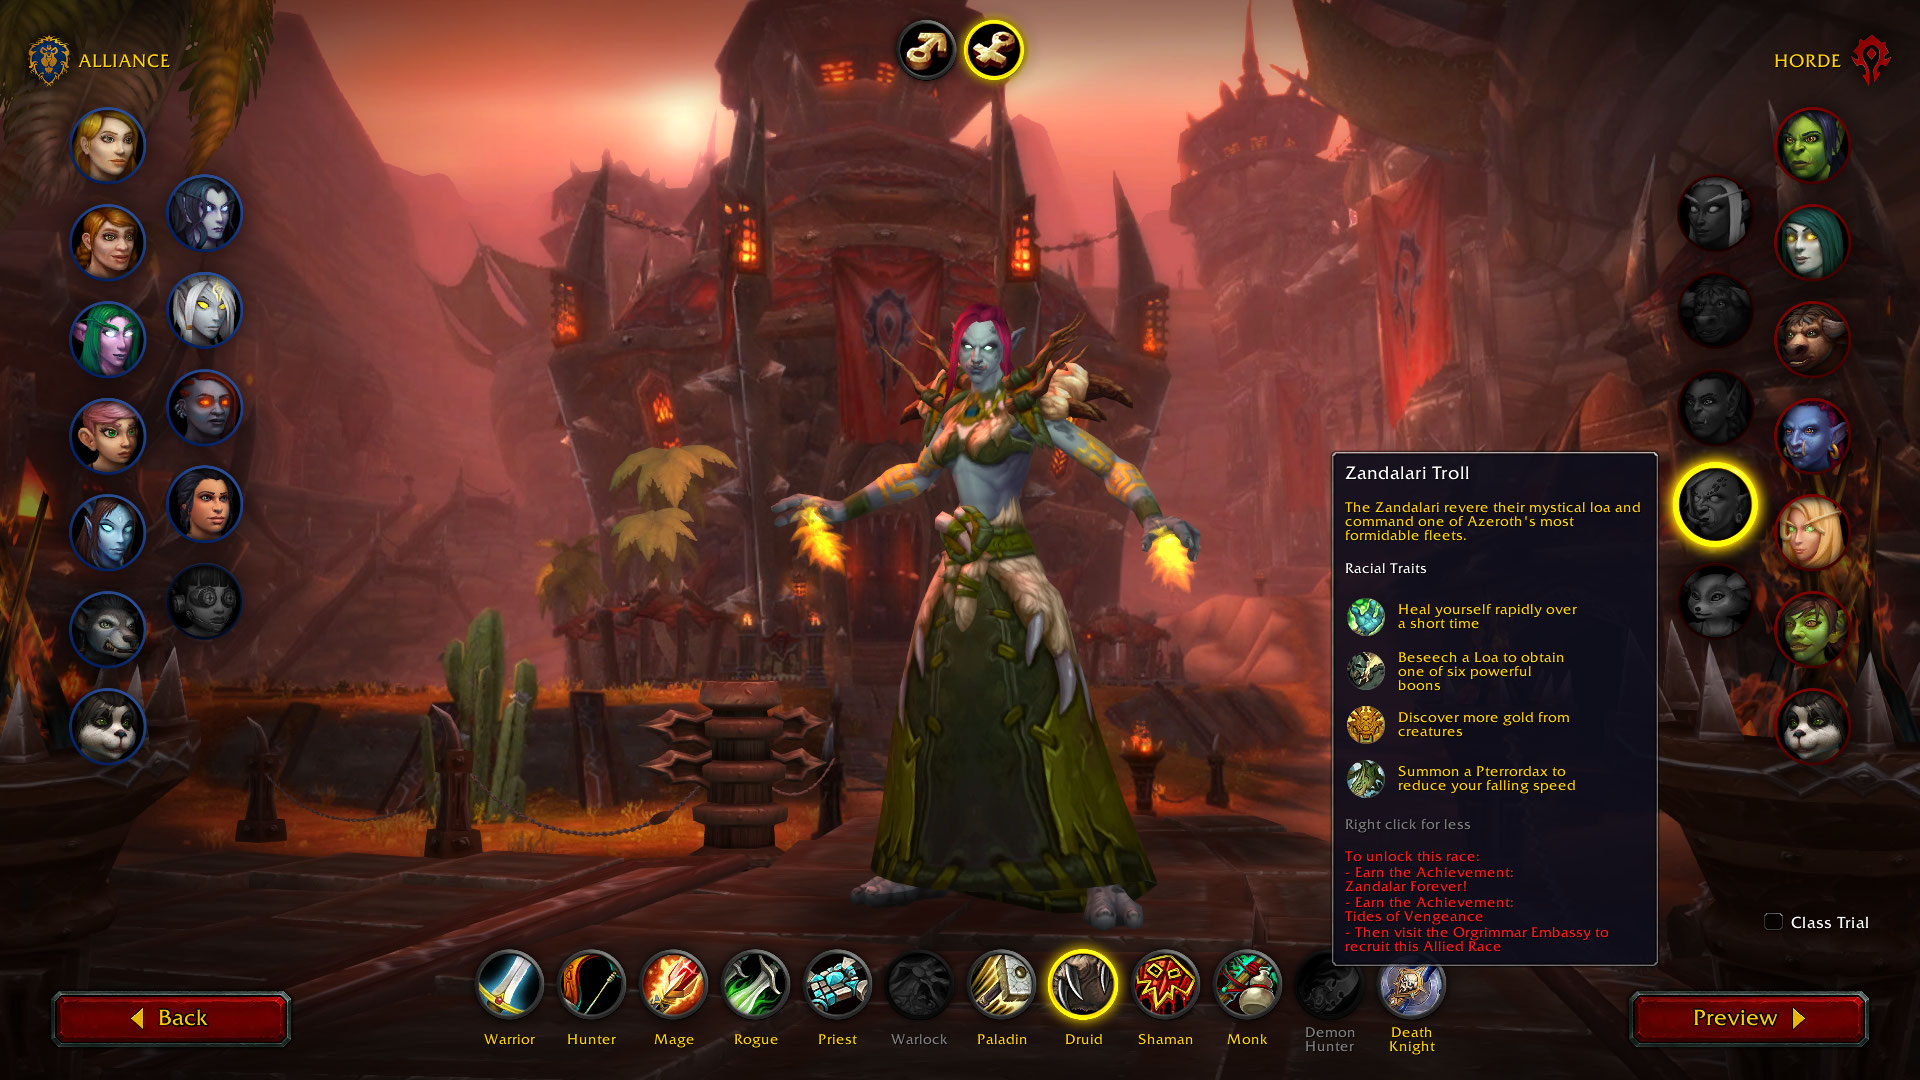 ALLIANCE
HORDE
Zandalari Troll
The Zandalari revere their mystical loa and
command one of Azeroth's most
formidable fleets.
Racial Traits
Heal yourself rapidly over
a short time
Beseech a Loa to obtain
one of six powerful
boons
Discover more gold from
creatures
Summon a Pterrordax to
reduce your falling speed
Right click for less
To unlock this race:
- Earn the Achievement:
Zandalar Forever!
- Earn the Achievement:
Tides of Vengeance
- Then visit the Orgrimmar Embassy to
recruit this Allied Race
Class Trial
Back
Warrior
Hunter
Mage
Rogue
Priest
Warlock
Paladin
Druid
Shaman
Monk
Demon
Hunter
Death
Knight
Preview